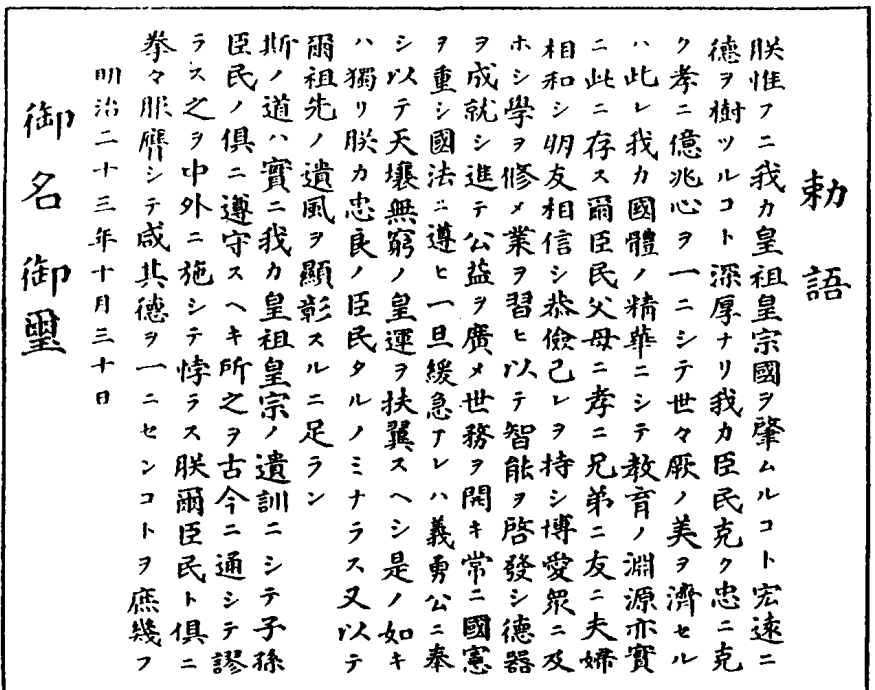 勅語
朕惟フニ我カ皇祖皇宗國ヲ肇ムルコト宏遠ニ
德ヲ樹ツルコト深厚ナリ我カ臣民克ク忠ニ克
ク孝ニ億兆心ヲ一ニシテ世々厥ノ美ヲ濟セル
ハ此レ我カ國體ノ精華ニシテ教育ノ淵源亦實
ニ此ニ存ス爾臣民父母ニ孝ニ兄弟ニ友ニ夫婦
相和シ朋友相信シ恭儉己レヲ持シ博愛衆ニ及
ホシ學ヲ修メ業ヲ習ヒ以テ智能ヲ啓發シ德器
ヲ成就シ進テ公益ヲ廣メ世務ヲ開キ常ニ國憲
ヲ重シ國法ニ遵ヒ一旦緩急アレハ義勇公ニ奉
シ以テ天壤無窮ノ皇運ヲ扶翼スヘシ是ノ如キ
ハ獨リ朕カ忠良ノ臣民タルノミナラス又以テ
爾祖先ノ遺風ヲ顯彰スルニ足ラン
斯ノ道ハ實ニ我カ皇祖皇宗ノ遺訓ニシテ子孫
臣民ノ俱ニ遵守スヘキ所之ヲ古今ニ通シテ謬
ラス之ヲ中外ニ施シテ悖ラス朕爾臣民ト俱ニ
拳々服膺シテ咸其德ヲ一ニセンコトヲ庶幾フ
明治二十三年十月三十日
御名御璽